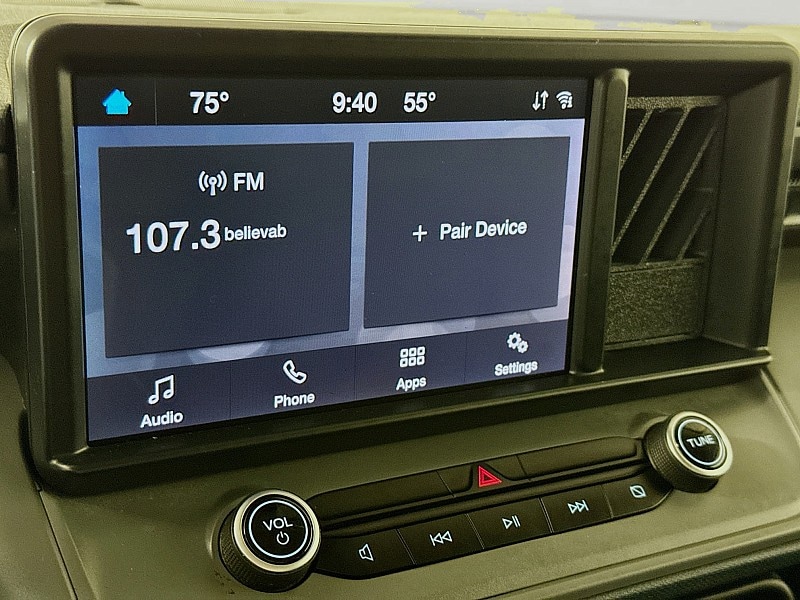 75° 9:40 55°
FM
107.3 believab
+ Pair Device
Audio Phone Apps Settings
VOL
TUNE